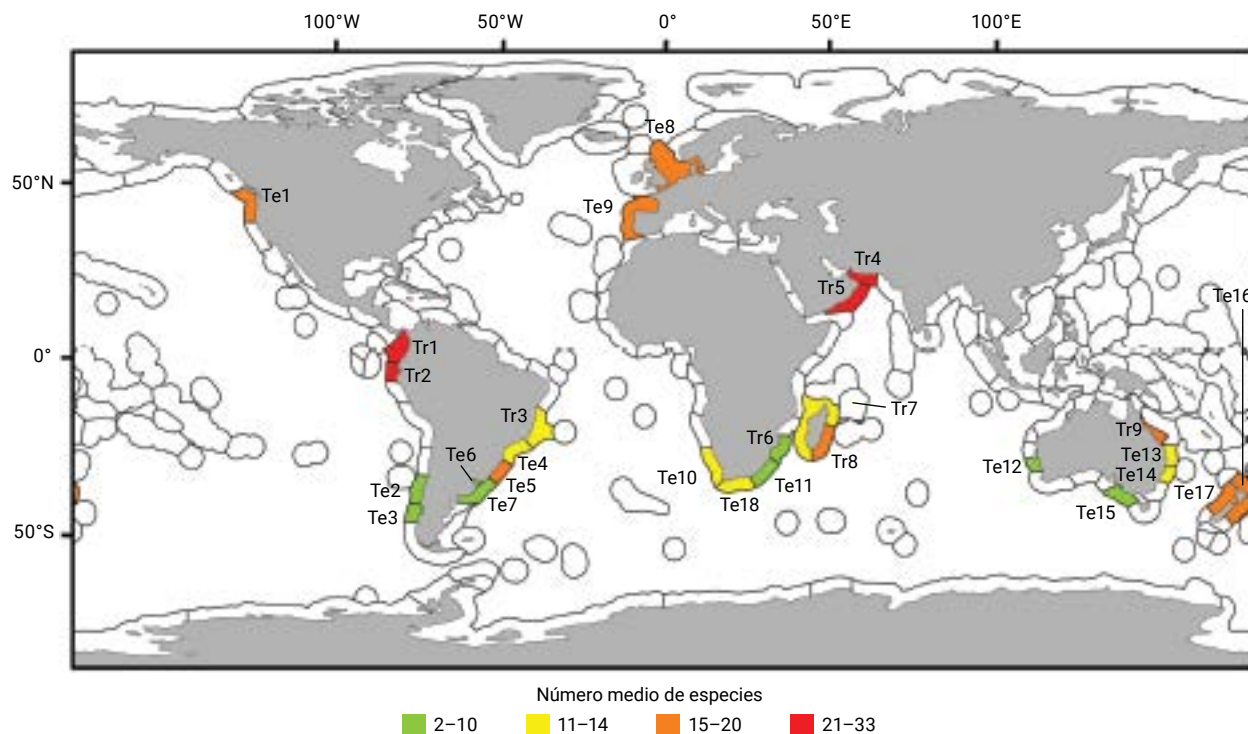 100°W 50°W 0° 50°E 100°E
Te8
50°N
Te1
Te9
Tr4
Tr5
Te16
0°
Tr1
Tr2
Tr7
Tr3
Tr9
Tr6
Te6
Te4
Te13
Tr8
Te12
Te14
Te10
Te5
Te11
Te2
Te17
Te7
Te18
Te15
Te3
50°S
Número medio de especies
2–10 11–14 15–20 21–33